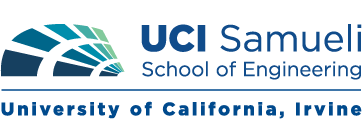 UCI Samueli
School of Engineering
University of California, Irvine